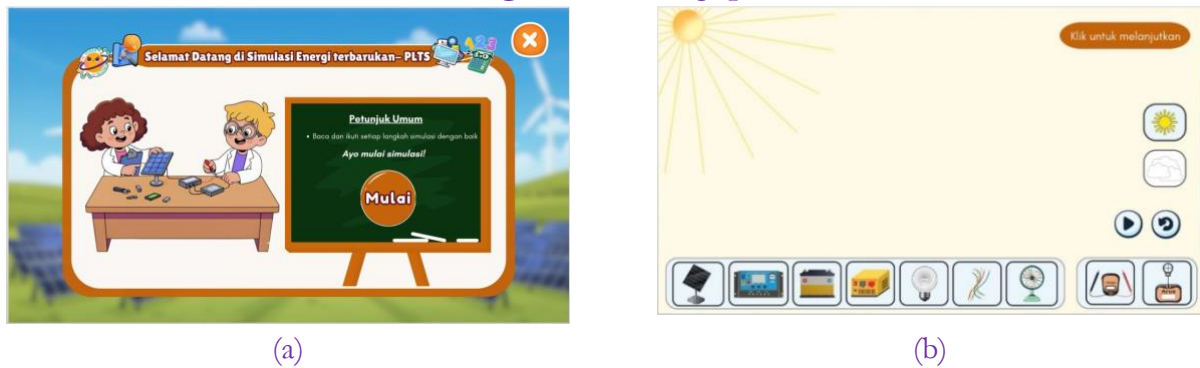 Selamat Datang di Simulasi Energi terbarukan– PLTS
Petunjuk Umum
• Baca dan ikuti setiap langkah simulasi dengan baik
Ayo mulai simulasi!
Mulai
Klik untuk melanjutkan
(a)
(b)